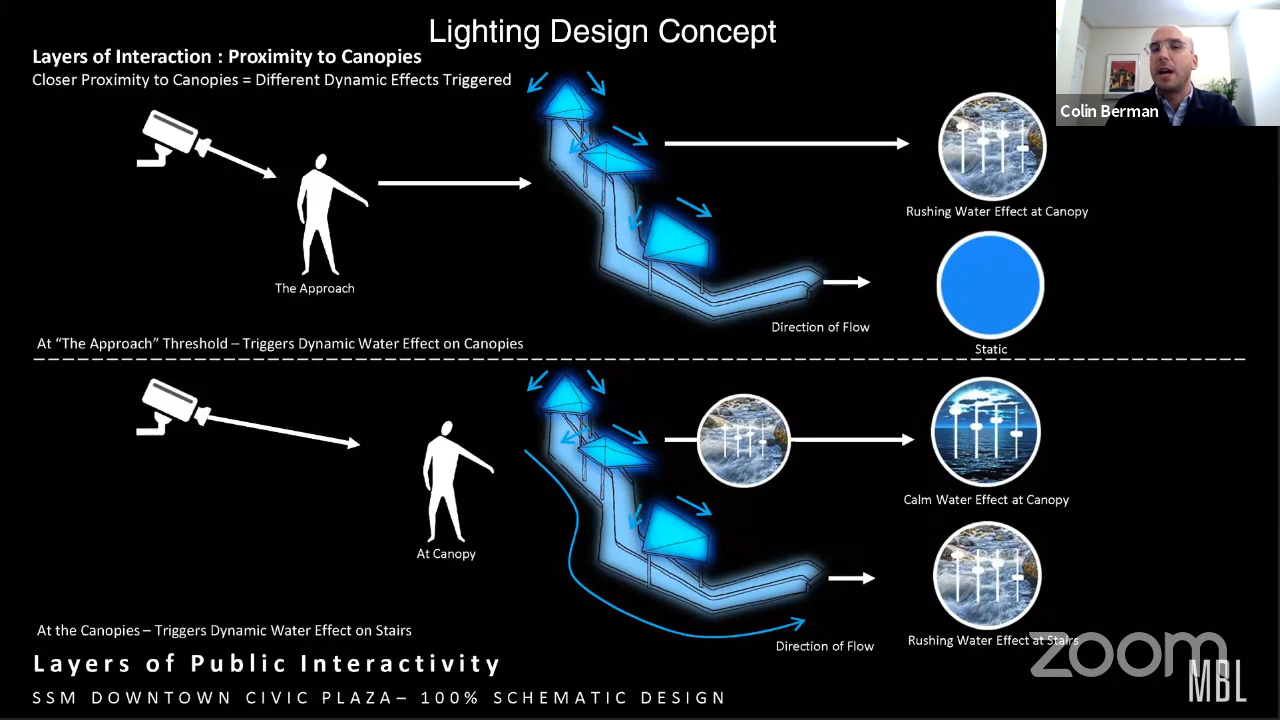 Lighting Design Concept
Layers of Interaction : Proximity to Canopies
Closer Proximity to Canopies = Different Dynamic Effects Triggered
Colin Berman
Rushing Water Effect at Canopy
The Approach
Direction of Flow
At “The Approach” Threshold – Triggers Dynamic Water Effect on Canopies
Static
Calm Water Effect at Canopy
At Canopy
At the Canopies – Triggers Dynamic Water Effect on Stairs
Direction of Flow
Rushing Water Effect at Stairs
zoom
Layers of Public Interactivity
MBL
SSM DOWNTOWN CIVIC PLAZA– 100% SCHEMATIC DESIGN